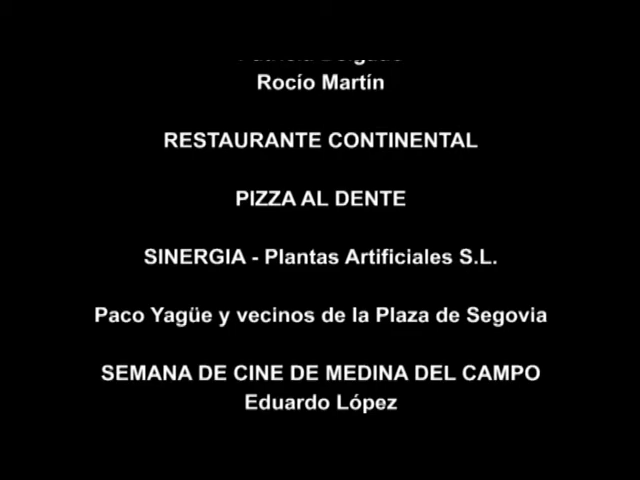 Rocío Martín
RESTAURANTE CONTINENTAL
PIZZA AL DENTE
SINERGIA - Plantas Artificiales S.L.
Paco Yagüe y vecinos de la Plaza de Segovia
SEMANA DE CINE DE MEDINA DEL CAMPO
Eduardo López